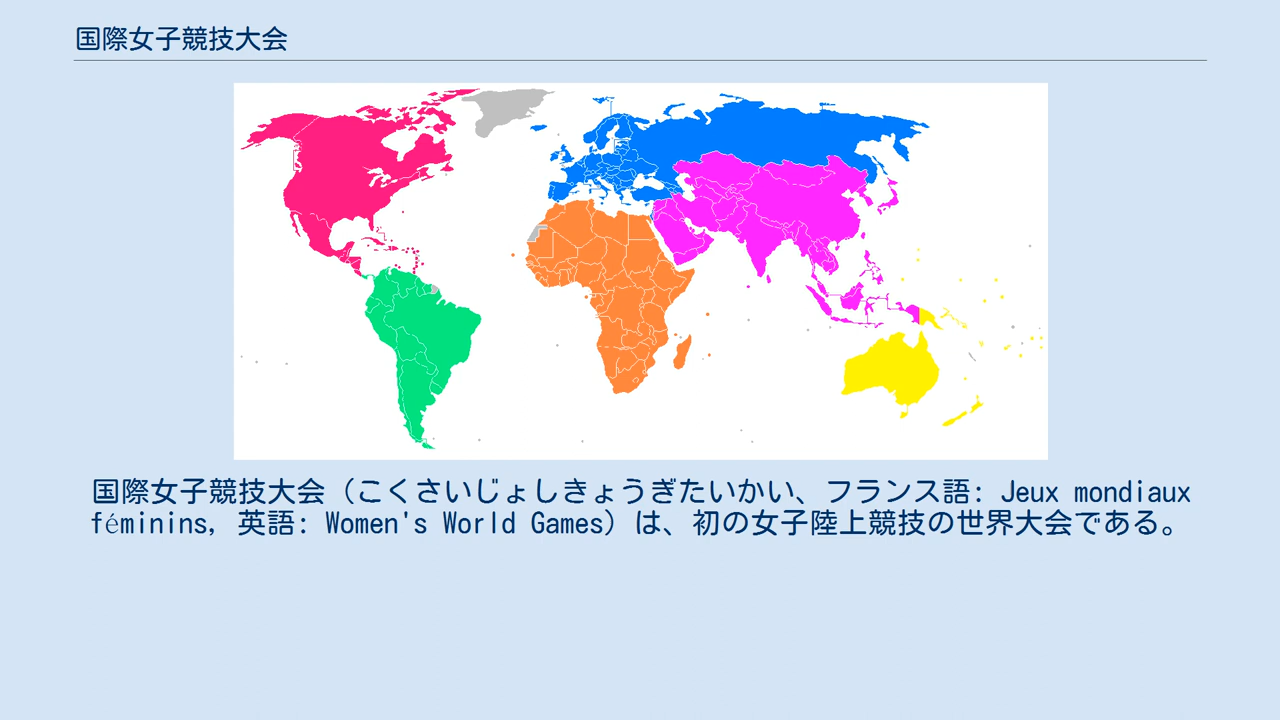 国際女子競技大会
国際女子競技大会（こくさいじょしきょうぎたいかい、フランス語: Jeux mondiaux
féminins, 英語: Women's World Games）は、初の女子陸上競技の世界大会である。